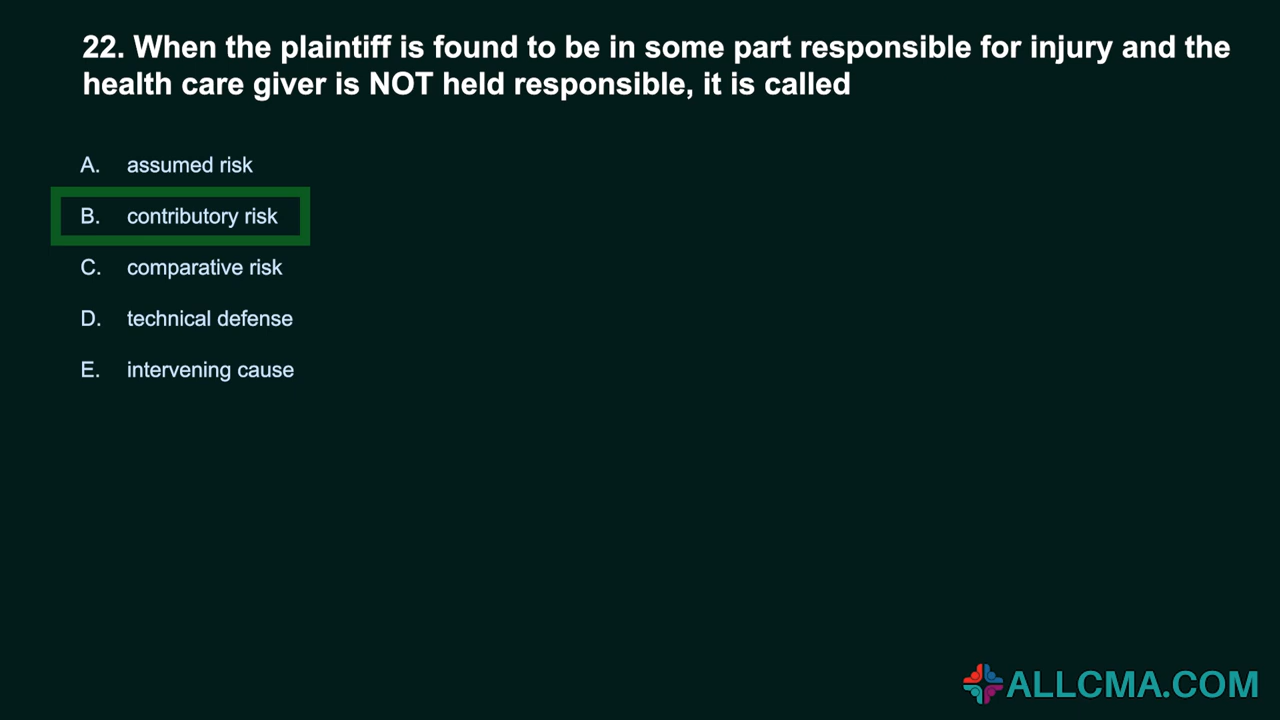 22. When the plaintiff is found to be in some part responsible for injury and the
health care giver is NOT held responsible, it is called
A. assumed risk
B. contributory risk
C. comparative risk
D. technical defense
E. intervening cause
ALLCMA.COM